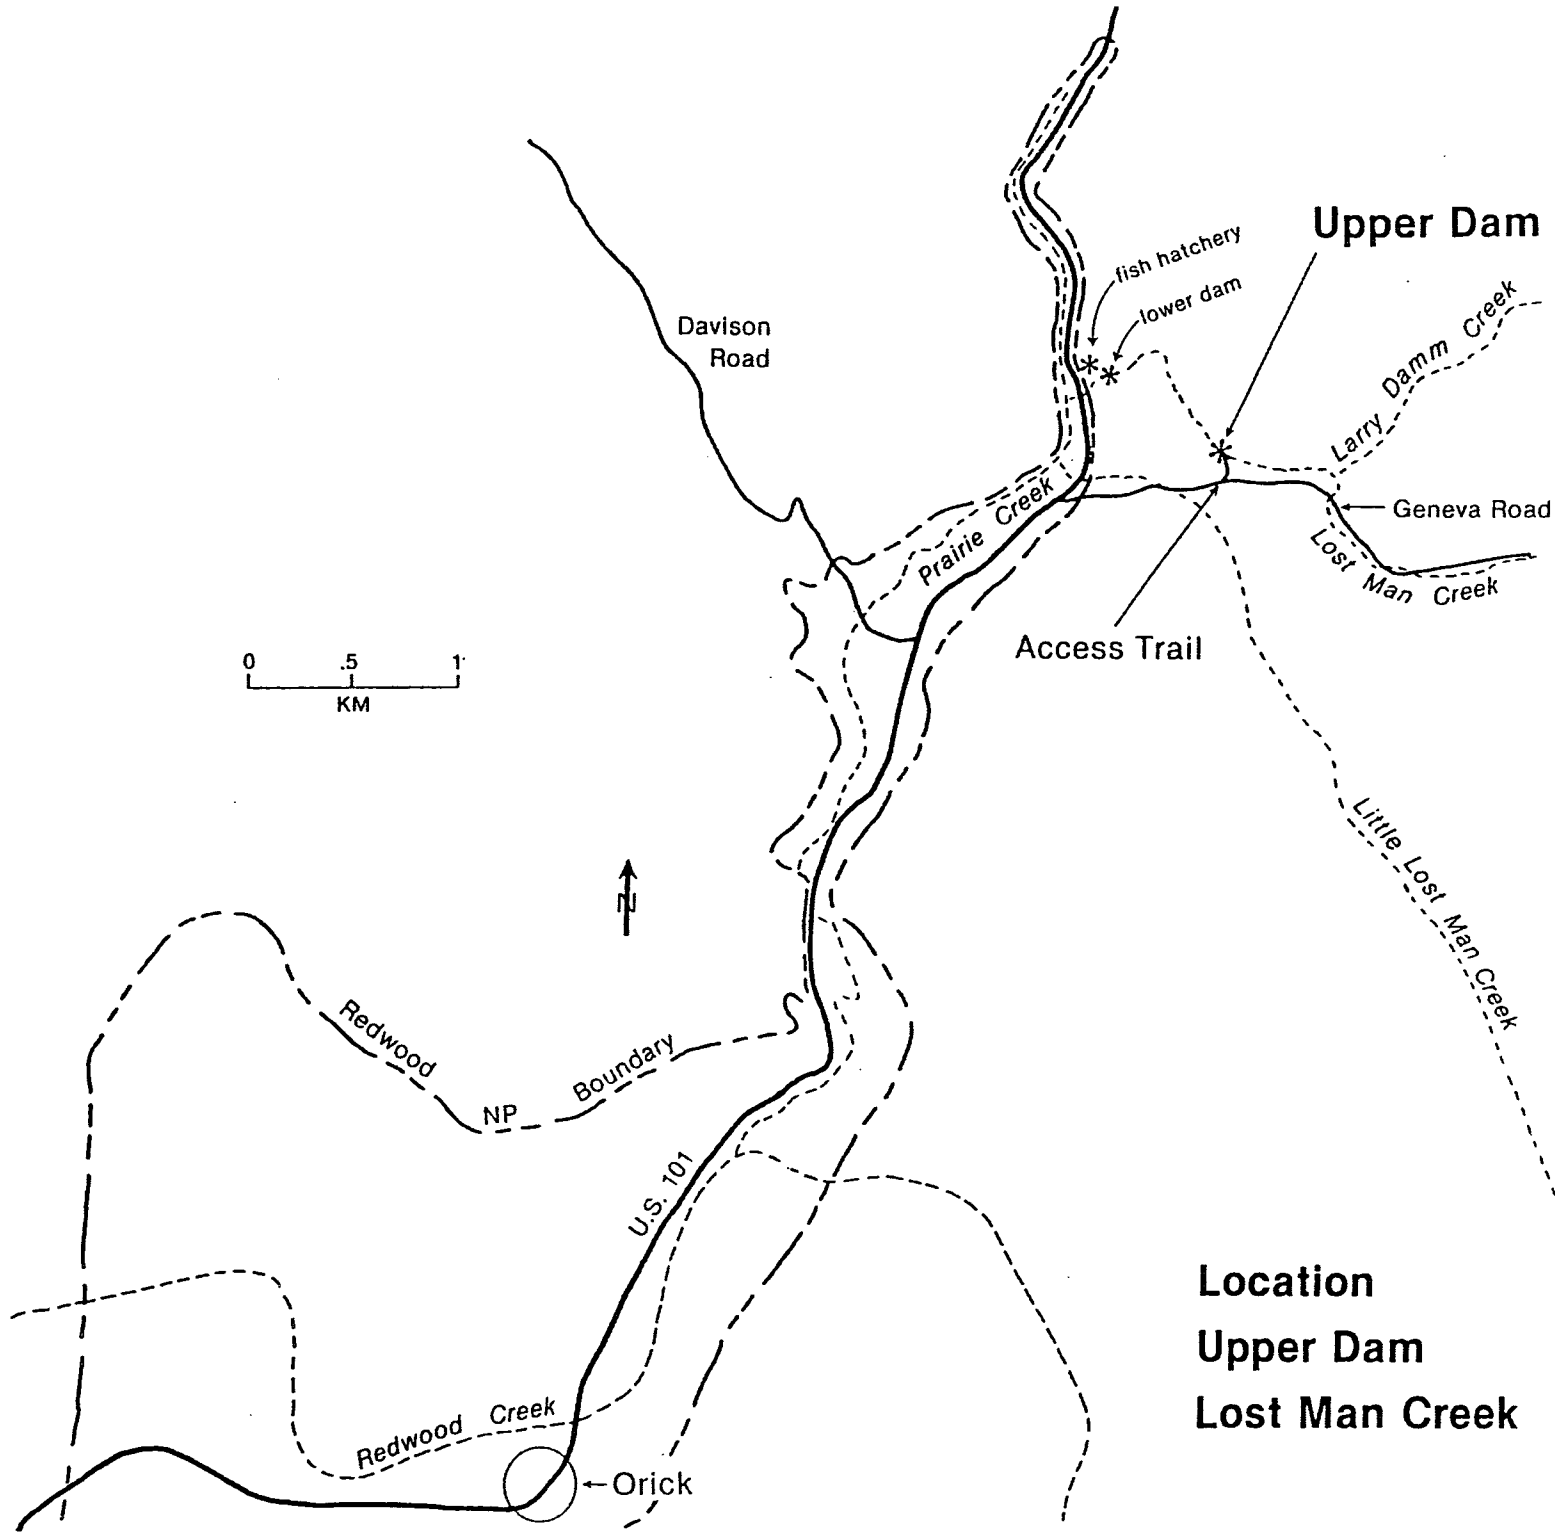 Upper Dam
fish hatchery
lower dam
Davison
Road
Larry Damm Creek
Geneva Road
Lost Man Creek
Prairie Creek
Access Trail
0 .5 1
KM
Little Lost Man Creek
N
Redwood NP Boundary
U.S. 101
Redwood Creek
Orick
Location
Upper Dam
Lost Man Creek